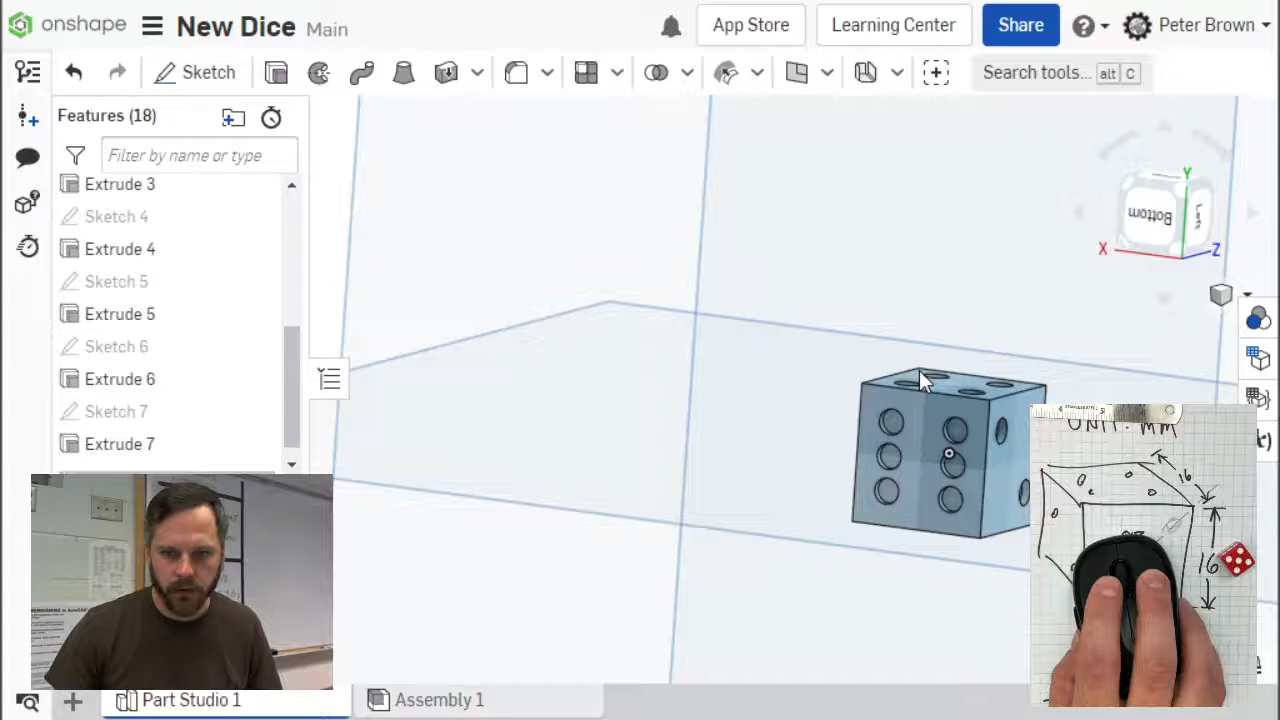 onshape New Dice Main App Store Learning Center Share Peter Brown
Sketch Search tools... alt C
Features (18)
Filter by name or type
Extrude 3
Sketch 4
Extrude 4
Sketch 5
Extrude 5
Sketch 6
Extrude 6
Sketch 7
Extrude 7
Bottom Left
Y
X
Z
UNIT: MM
16
16
Part Studio 1
Assembly 1